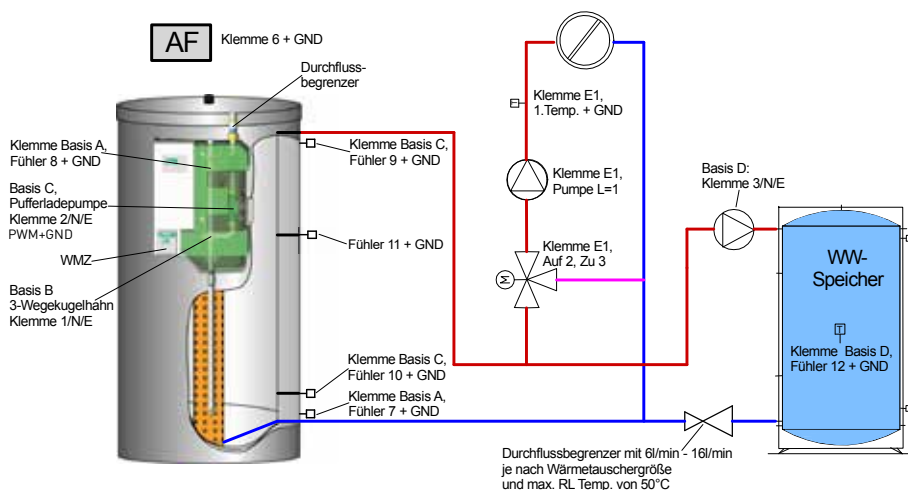 AF
Klemme 6 + GND
Durchfluss-
begrenzer
Klemme Basis A,
Fühler 8 + GND
Basis C,
Pufferladepumpe
Klemme 2/N/E
PWM+GND
WMZ
Basis B
3-Wegekugelhahn
Klemme 1/N/E
Klemme Basis C,
Fühler 9 + GND
Fühler 11 + GND
Klemme Basis C,
Fühler 10 + GND
Klemme Basis A,
Fühler 7 + GND
Klemme E1,
1.Temp. + GND
Klemme E1,
Pumpe L=1
Klemme E1,
Auf 2, Zu 3
M
Basis D:
Klemme 3/N/E
WW-
Speicher
T
Klemme Basis D,
Fühler 12 + GND
Durchflussbegrenzer mit 6l/min - 16l/min
je nach Wärmetauschergröße
und max. RL Temp. von 50°C